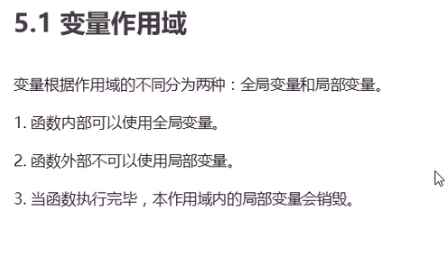 5.1 变量作用域
变量根据作用域的不同分为两种：全局变量和局部变量。
1. 函数内部可以使用全局变量。
2. 函数外部不可以使用局部变量。
3. 当函数执行完毕，本作用域内的局部变量会销毁。